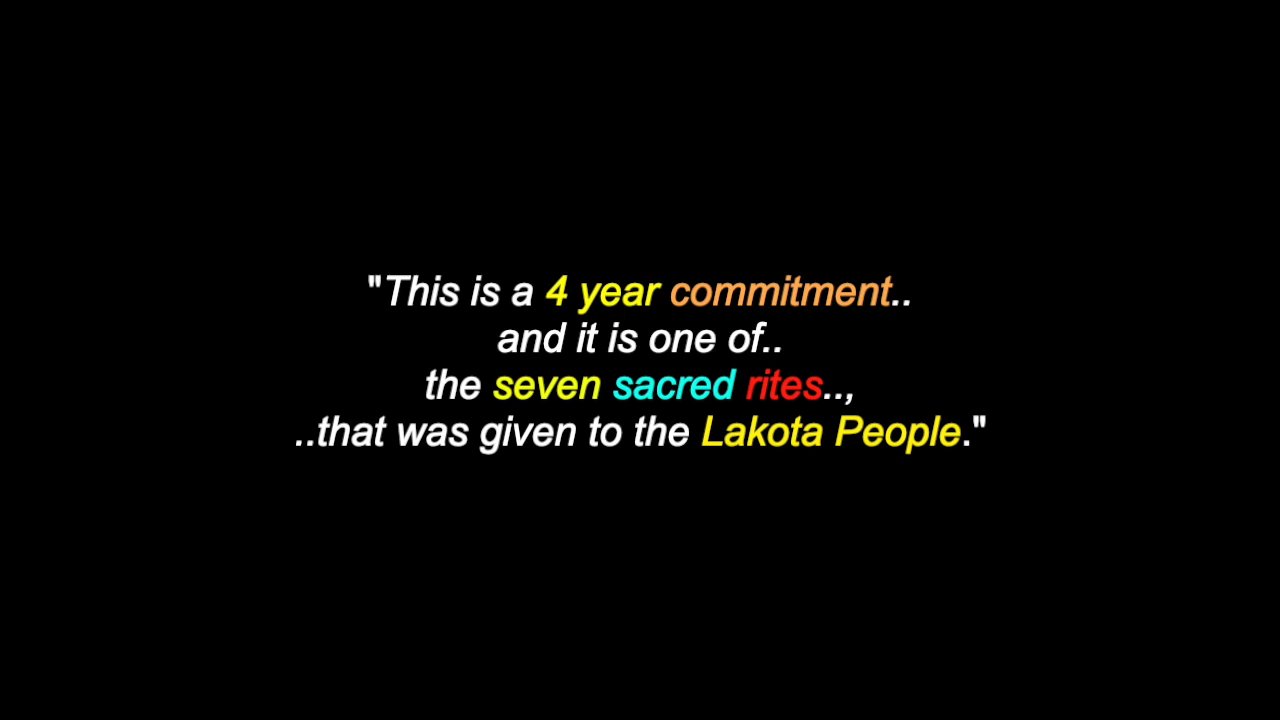 "This is a 4 year commitment..
and it is one of..
the seven sacred rites..,
..that was given to the Lakota People."